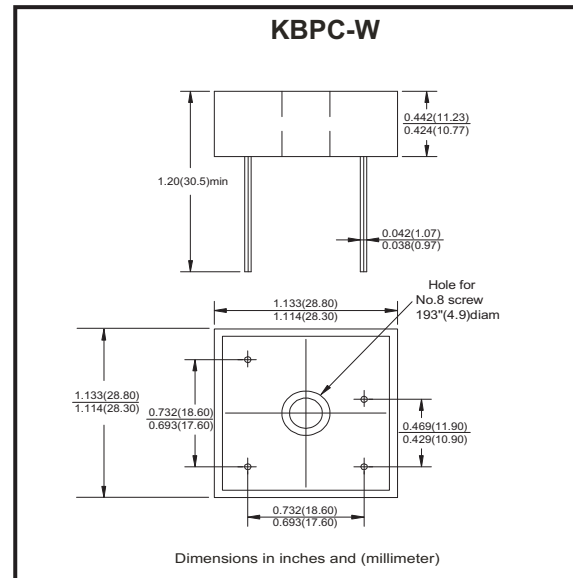 KBPC-W
0.442(11.23)
0.424(10.77)
1.20(30.5)min
0.042(1.07)
0.038(0.97)
Hole for
No.8 screw
193"(4.9)diam
1.133(28.80)
1.114(28.30)
1.133(28.80)
1.114(28.30)
0.732(18.60)
0.693(17.60)
0.469(11.90)
0.429(10.90)
0.732(18.60)
0.693(17.60)
Dimensions in inches and (millimeter)